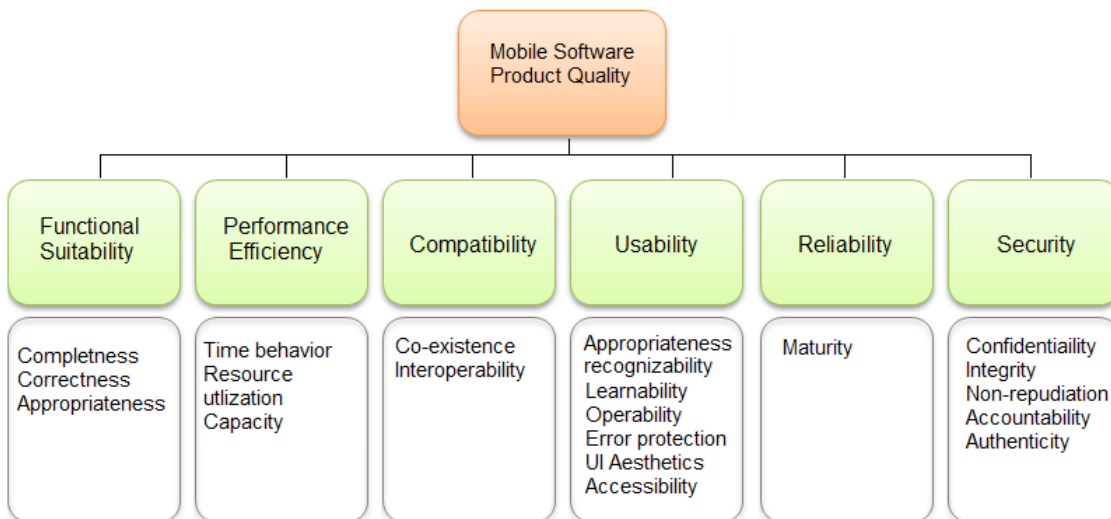 Mobile Software
Product Quality
Functional
Suitability
Performance
Efficiency
Compatibility
Usability
Reliability
Security
Completness
Correctness
Appropriateness
Time behavior
Resource
utlization
Capacity
Co-existence
Interoperability
Appropriateness
recognizability
Learnability
Operability
Error protection
UI Aesthetics
Accessibility
Maturity
Confidentiaility
Integrity
Non-repudiation
Accountability
Authenticity